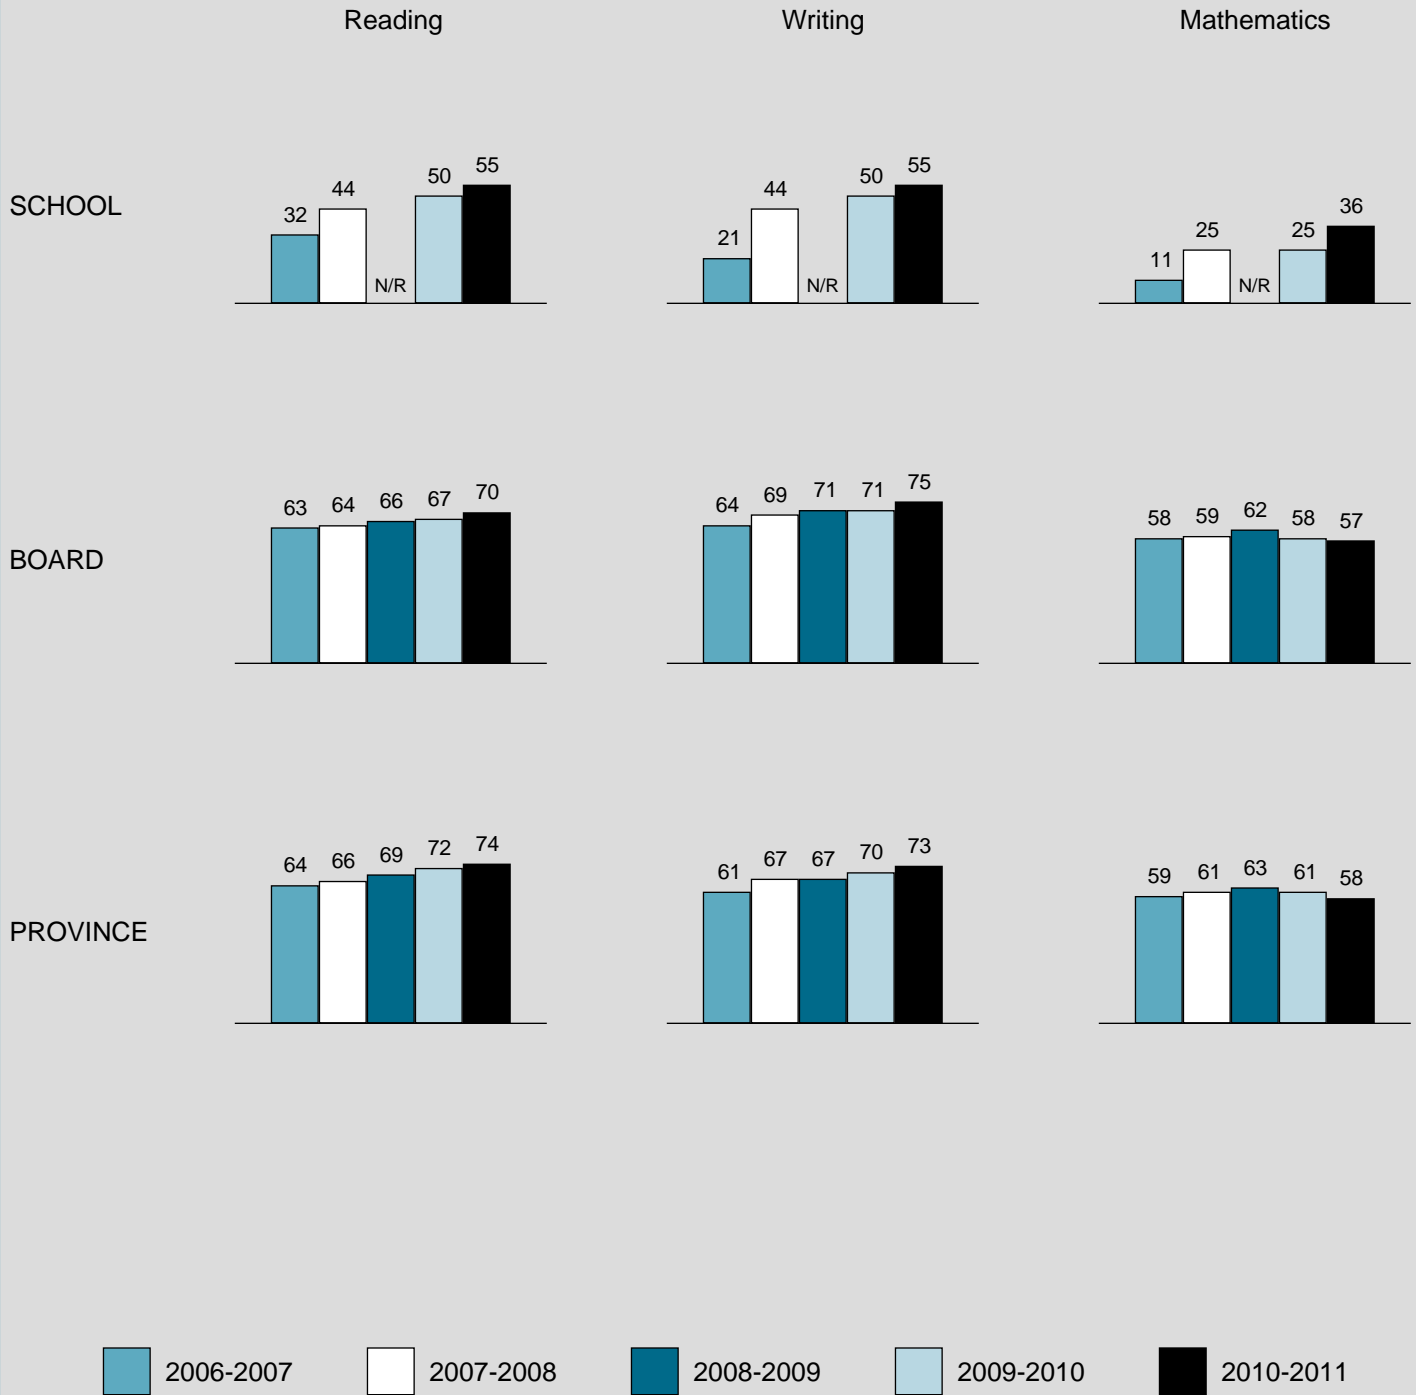 Reading Writing Mathematics
SCHOOL
32 44 N/R 50 55
21 44 N/R 50 55
11 25 N/R 25 36
BOARD
63 64 66 67 70
64 69 71 71 75
58 59 62 58 57
PROVINCE
64 66 69 72 74
61 67 67 70 73
59 61 63 61 58
2006-2007 2007-2008 2008-2009 2009-2010 2010-2011